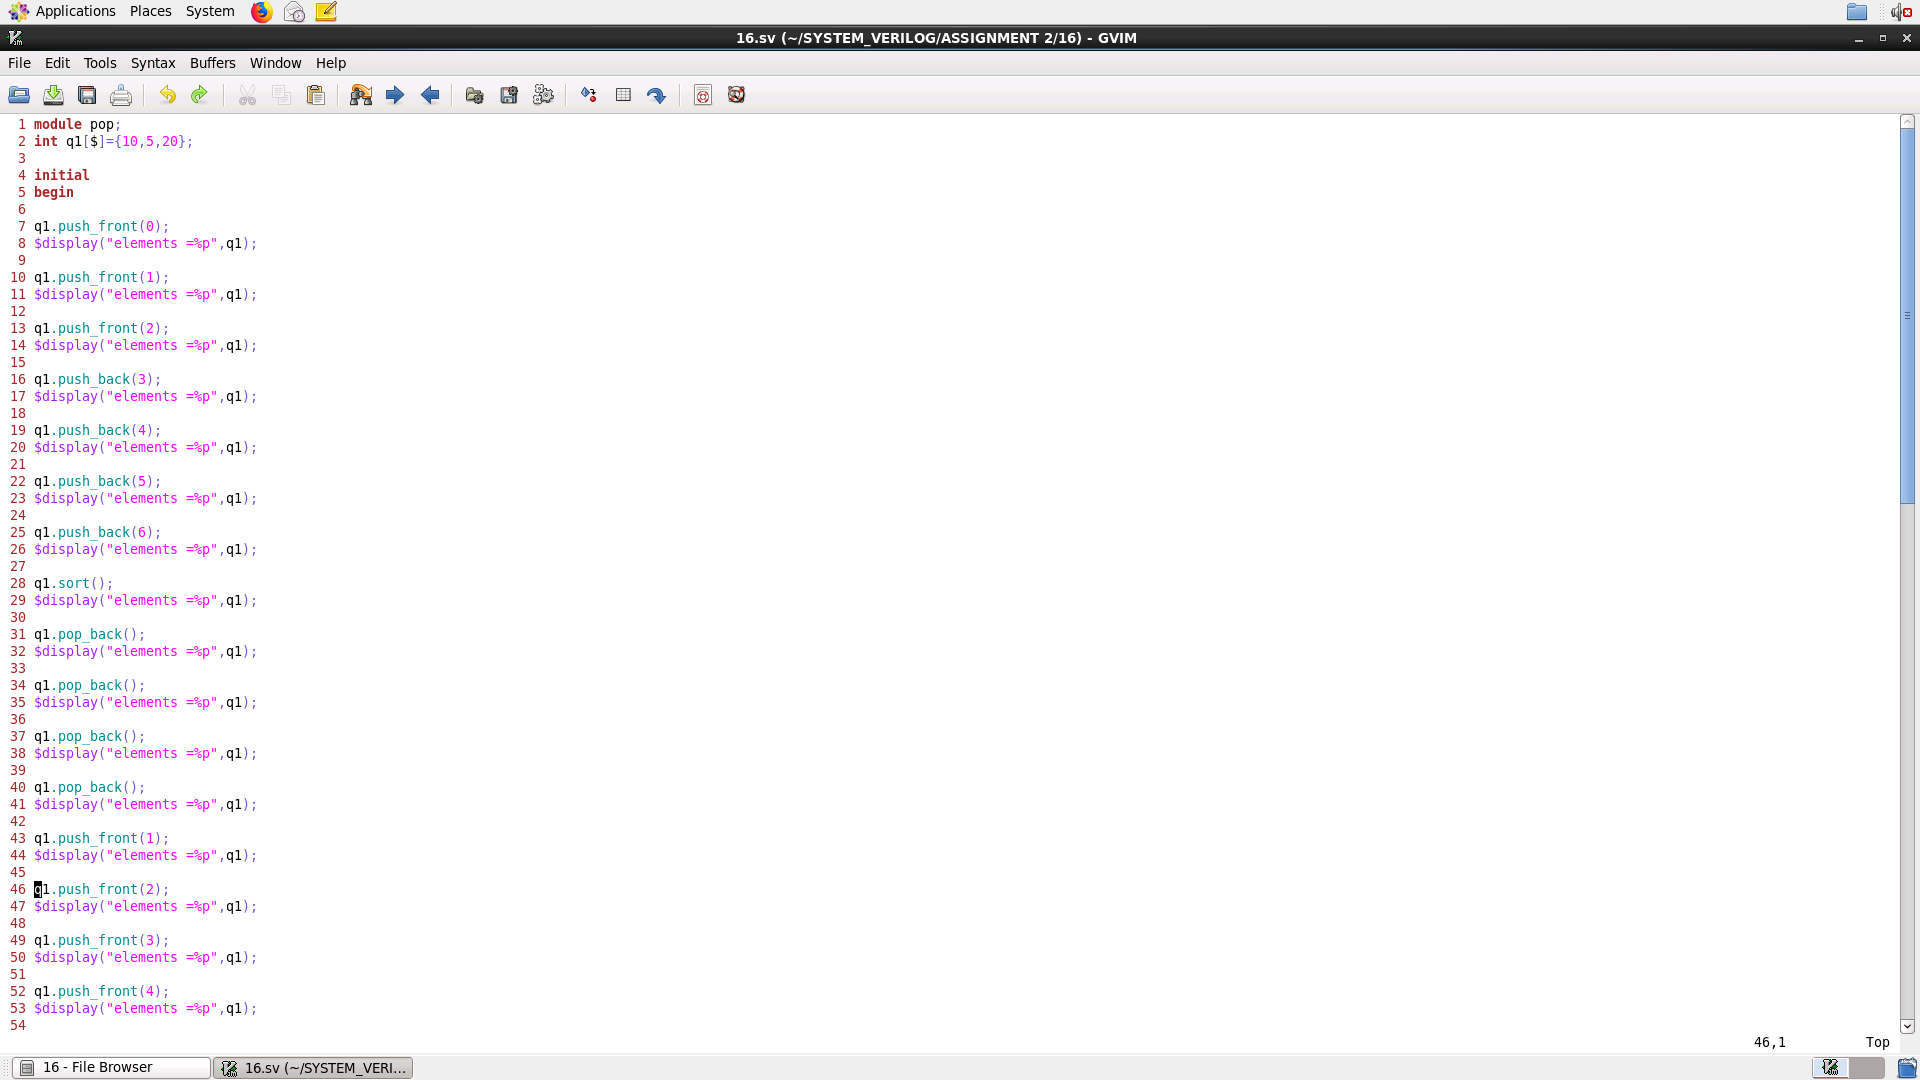 Applications Places System
16.sv (~/SYSTEM_VERILOG/ASSIGNMENT 2/16) - GVIM
File Edit Tools Syntax Buffers Window Help
1 module pop;
2 int q1[$]={10,5,20};
3
4 initial
5 begin
6
7 q1.push_front(0);
8 $display("elements =%p",q1);
9
10 q1.push_front(1);
11 $display("elements =%p",q1);
12
13 q1.push_front(2);
14 $display("elements =%p",q1);
15
16 q1.push_back(3);
17 $display("elements =%p",q1);
18
19 q1.push_back(4);
20 $display("elements =%p",q1);
21
22 q1.push_back(5);
23 $display("elements =%p",q1);
24
25 q1.push_back(6);
26 $display("elements =%p",q1);
27
28 q1.sort();
29 $display("elements =%p",q1);
30
31 q1.pop_back();
32 $display("elements =%p",q1);
33
34 q1.pop_back();
35 $display("elements =%p",q1);
36
37 q1.pop_back();
38 $display("elements =%p",q1);
39
40 q1.pop_back();
41 $display("elements =%p",q1);
42
43 q1.push_front(1);
44 $display("elements =%p",q1);
45
46 q1.push_front(2);
47 $display("elements =%p",q1);
48
49 q1.push_front(3);
50 $display("elements =%p",q1);
51
52 q1.push_front(4);
53 $display("elements =%p",q1);
54
46,1 Top
16 - File Browser
16.sv (~/SYSTEM_VERI...